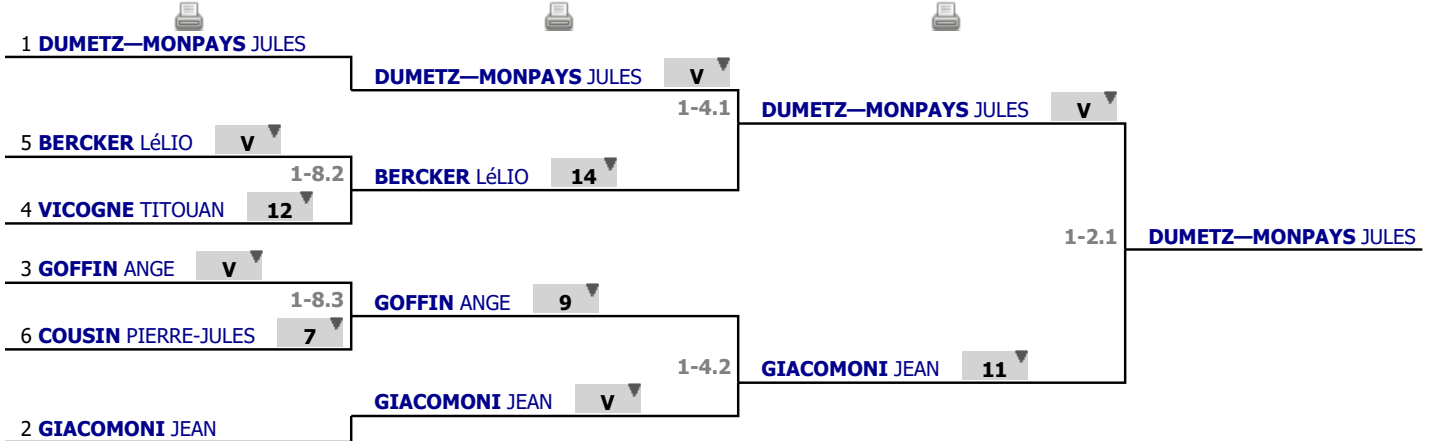 1 DUMETZ—MONPAYS JULES
DUMETZ—MONPAYS JULES V
1-4.1
DUMETZ—MONPAYS JULES V
5 BERCKER LéLIO V
1-8.2
BERCKER LéLIO 14
4 VICOGNE TITOUAN 12
1-2.1
DUMETZ—MONPAYS JULES
3 GOFFIN ANGE V
1-8.3
GOFFIN ANGE 9
6 COUSIN PIERRE-JULES 7
1-4.2
GIACOMONI JEAN 11
GIACOMONI JEAN V
2 GIACOMONI JEAN